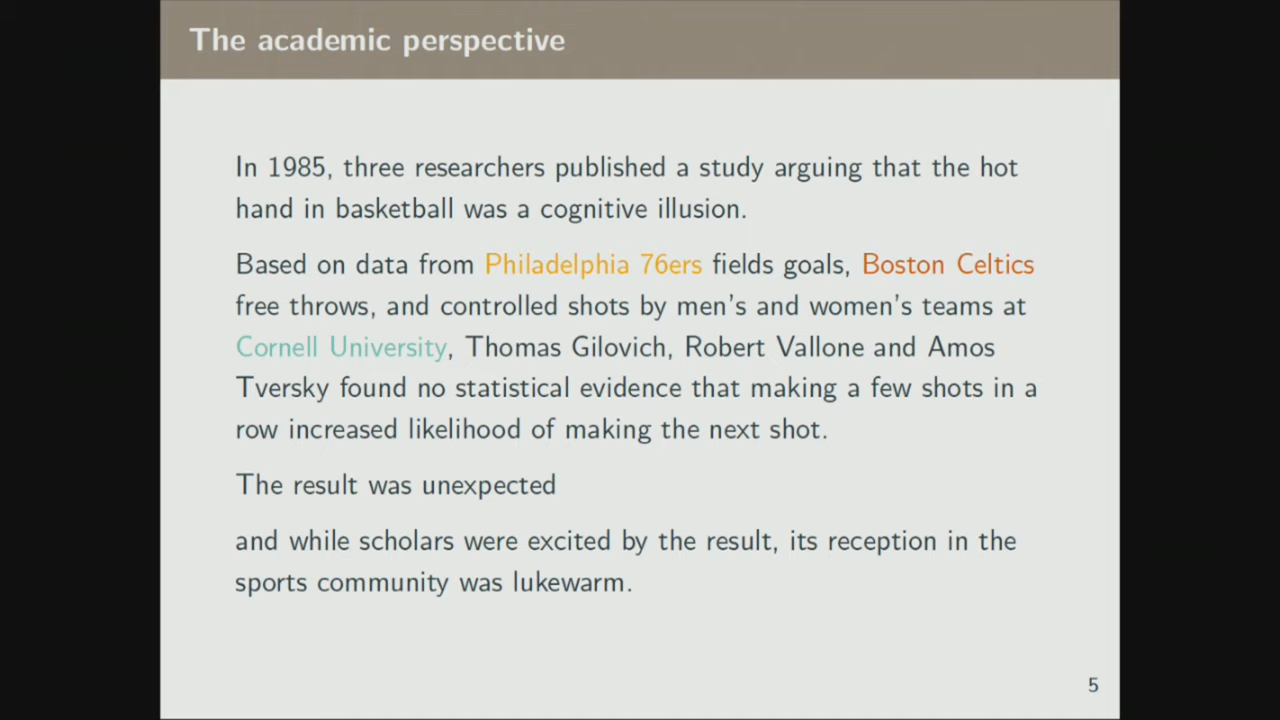 The academic perspective
In 1985, three researchers published a study arguing that the hot
hand in basketball was a cognitive illusion.
Based on data from Philadelphia 76ers fields goals, Boston Celtics
free throws, and controlled shots by men's and women's teams at
Cornell University, Thomas Gilovich, Robert Vallone and Amos
Tversky found no statistical evidence that making a few shots in a
row increased likelihood of making the next shot.
The result was unexpected
and while scholars were excited by the result, its reception in the
sports community was lukewarm.
5